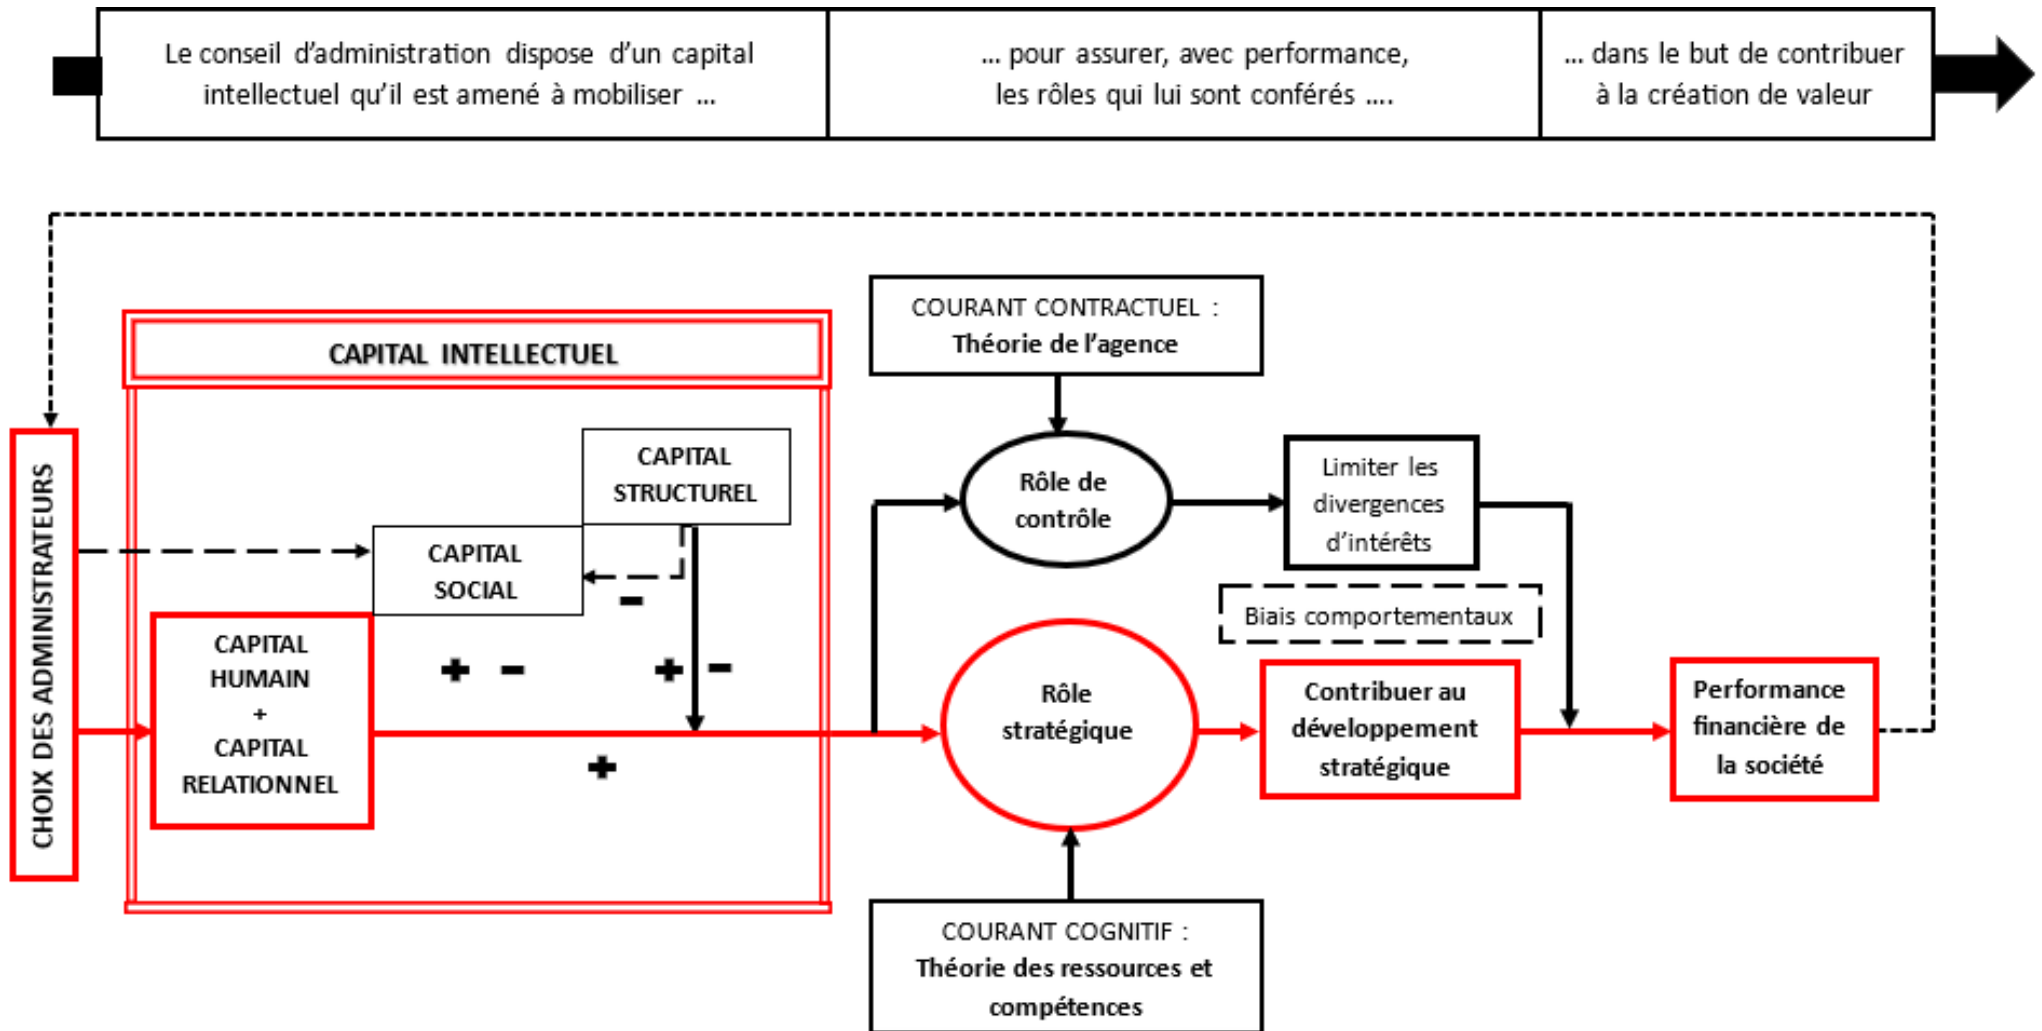 Le conseil d’administration dispose d’un capital
intellectuel qu’il est amené à mobiliser ...
... pour assurer, avec performance,
les rôles qui lui sont conférés ....
... dans le but de contribuer
à la création de valeur
COURANT CONTRACTUEL :
Théorie de l’agence
CAPITAL INTELLECTUEL
CHOIX DES ADMINISTRATEURS
CAPITAL
STRUCTUREL
CAPITAL
SOCIAL
-
CAPITAL
HUMAIN
+
CAPITAL
RELATIONNEL
+ -
+ -
+
Rôle de
contrôle
Limiter les
divergences
d’intérêts
Biais comportementaux
Rôle
stratégique
Contribuer au
développement
stratégique
Performance
financière de
la société
COURANT COGNITIF :
Théorie des ressources et
compétences